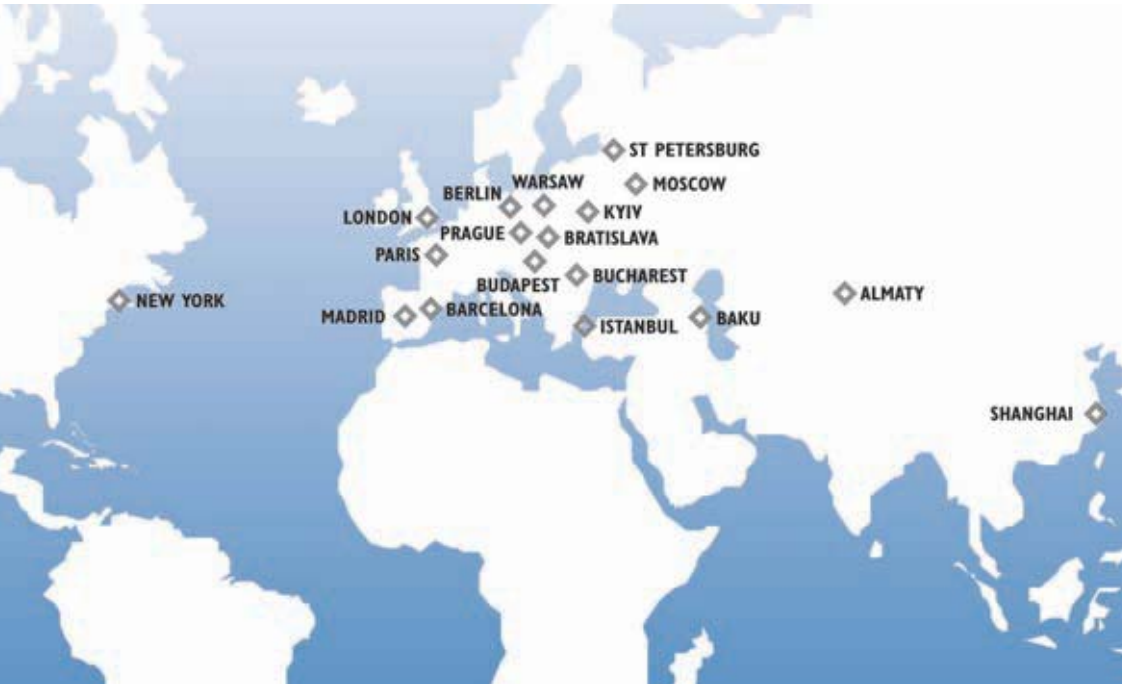 ST PETERSBURG
WARSAW
MOSCOW
BERLIN
LONDON
KYIV
PRAGUE
BRATISLAVA
PARIS
BUDAPEST
BUCHAREST
NEW YORK
ALMATY
MADRID
BARCELONA
ISTANBUL
BAKU
SHANGHAI